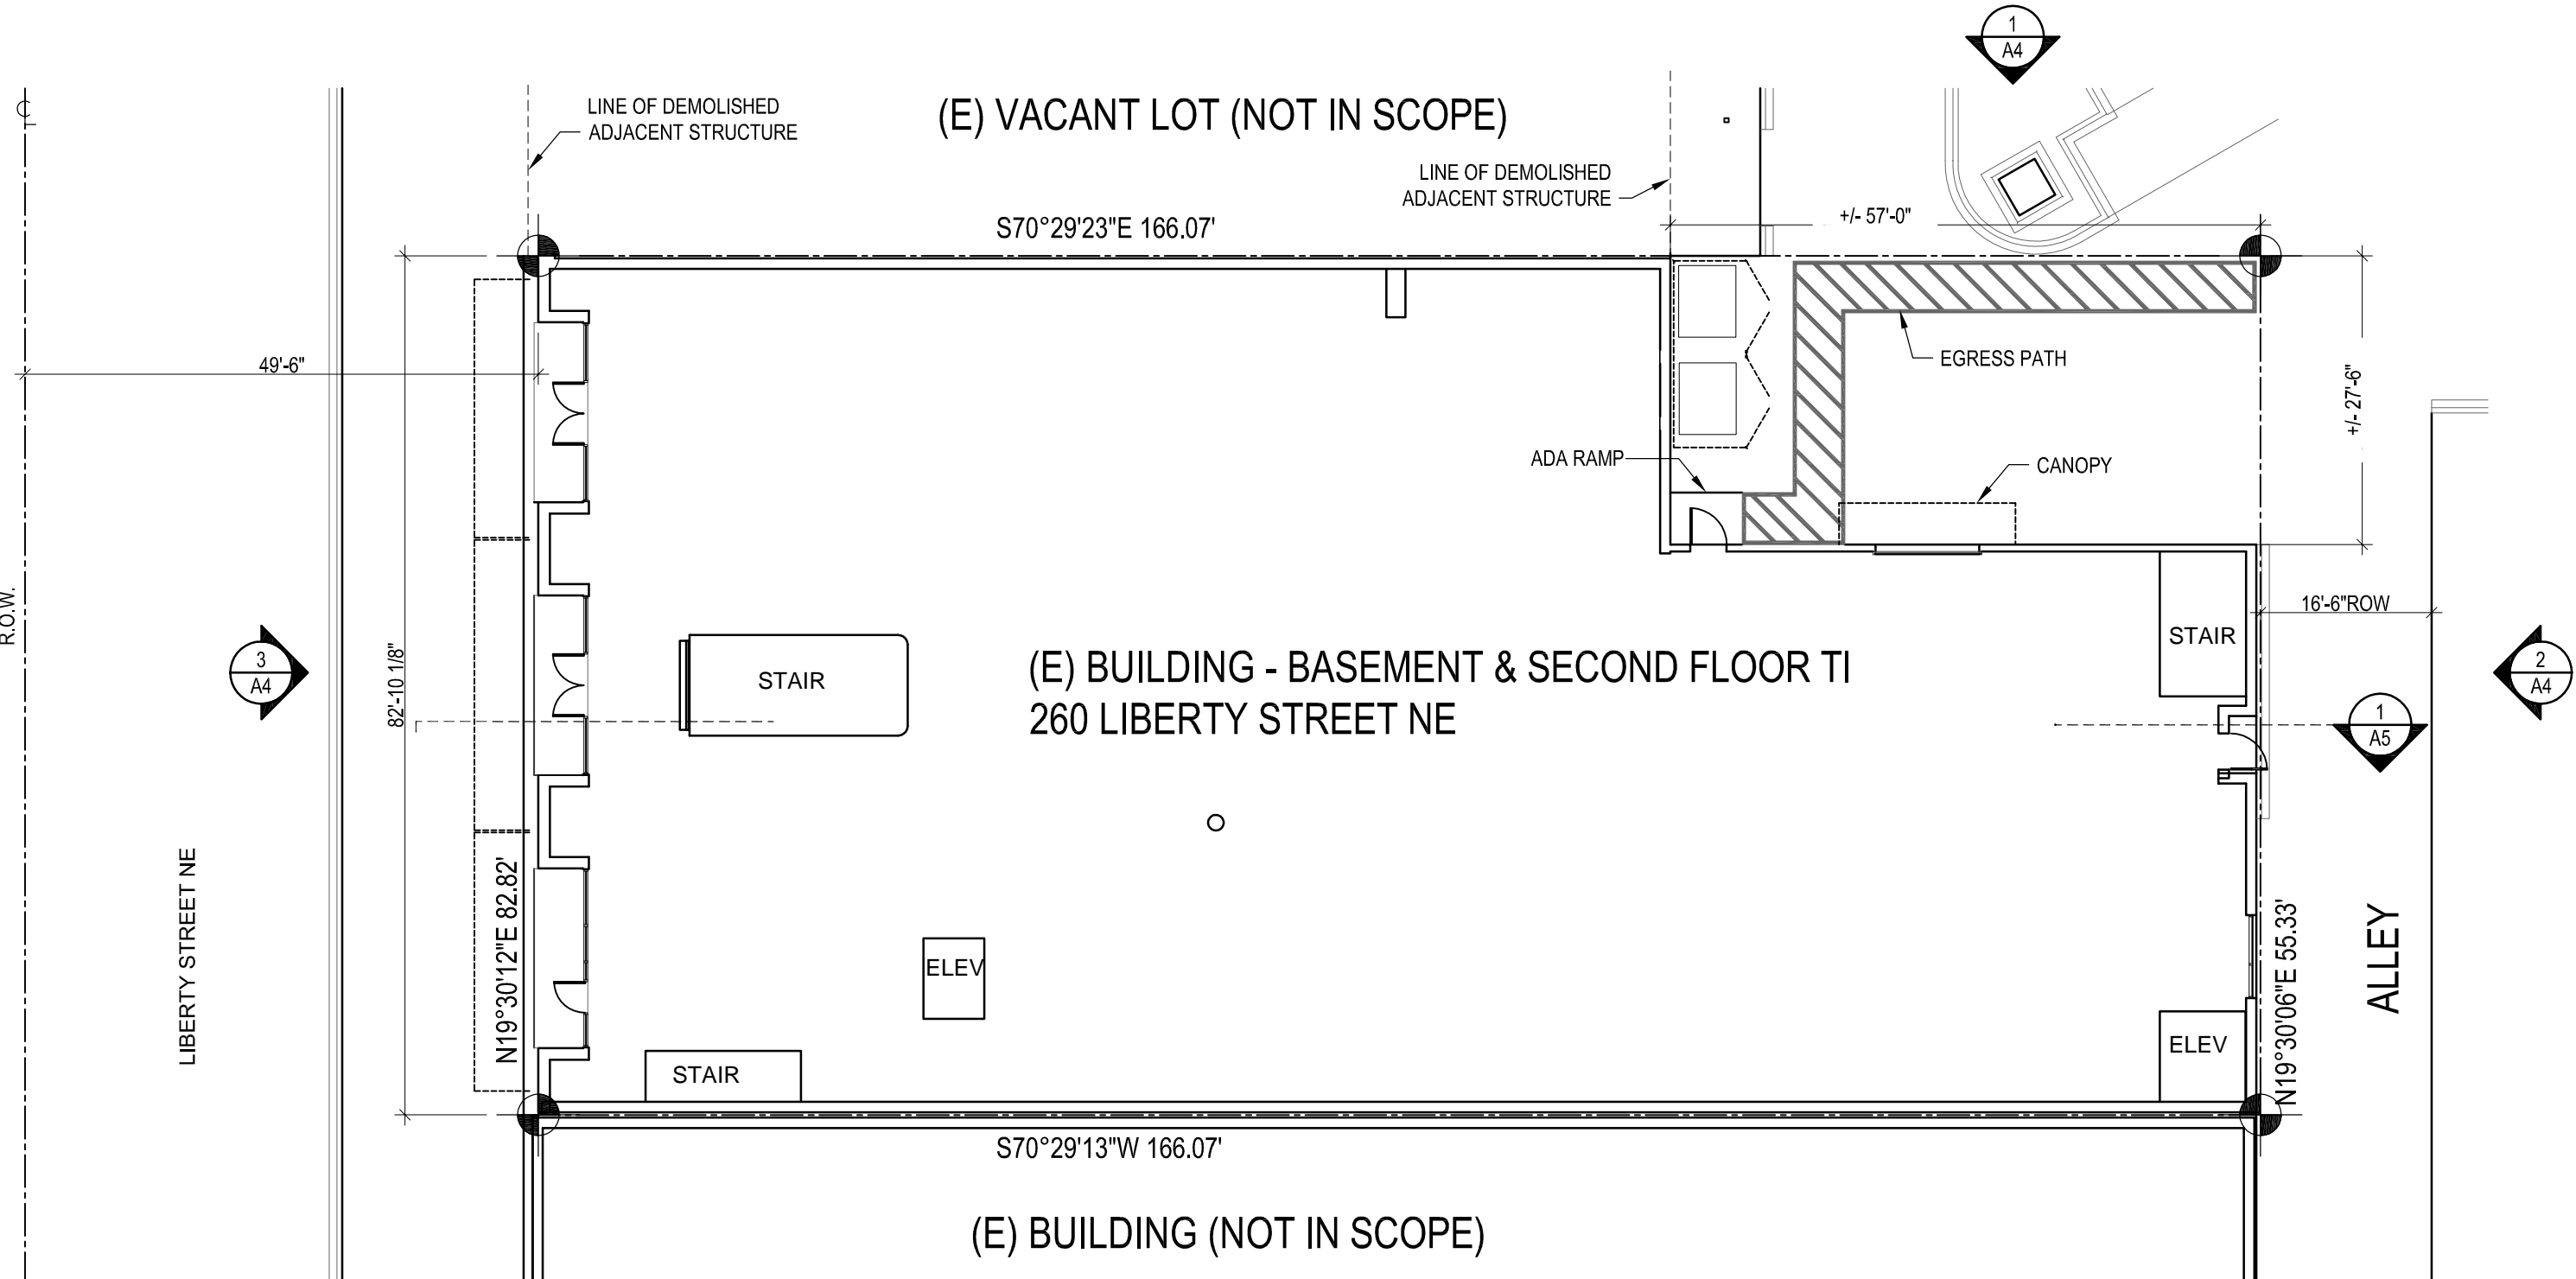 1
A4
LINE OF DEMOLISHED
ADJACENT STRUCTURE
(E) VACANT LOT (NOT IN SCOPE)
LINE OF DEMOLISHED
ADJACENT STRUCTURE
S70°29'23"E 166.07'
+/- 57'-0"
49'-6"
EGRESS PATH
+/- 27'-6"
ADA RAMP
CANOPY
R.O.W.
16'-6"ROW
3
A4
82'-10 1/8"
STAIR
(E) BUILDING - BASEMENT & SECOND FLOOR TI
260 LIBERTY STREET NE
STAIR
2
A4
1
A5
LIBERTY STREET NE
N19°30'12"E 82.82'
ELEV
STAIR
ELEV
N19°30'06"E 55.33'
ALLEY
S70°29'13"W 166.07'
(E) BUILDING (NOT IN SCOPE)